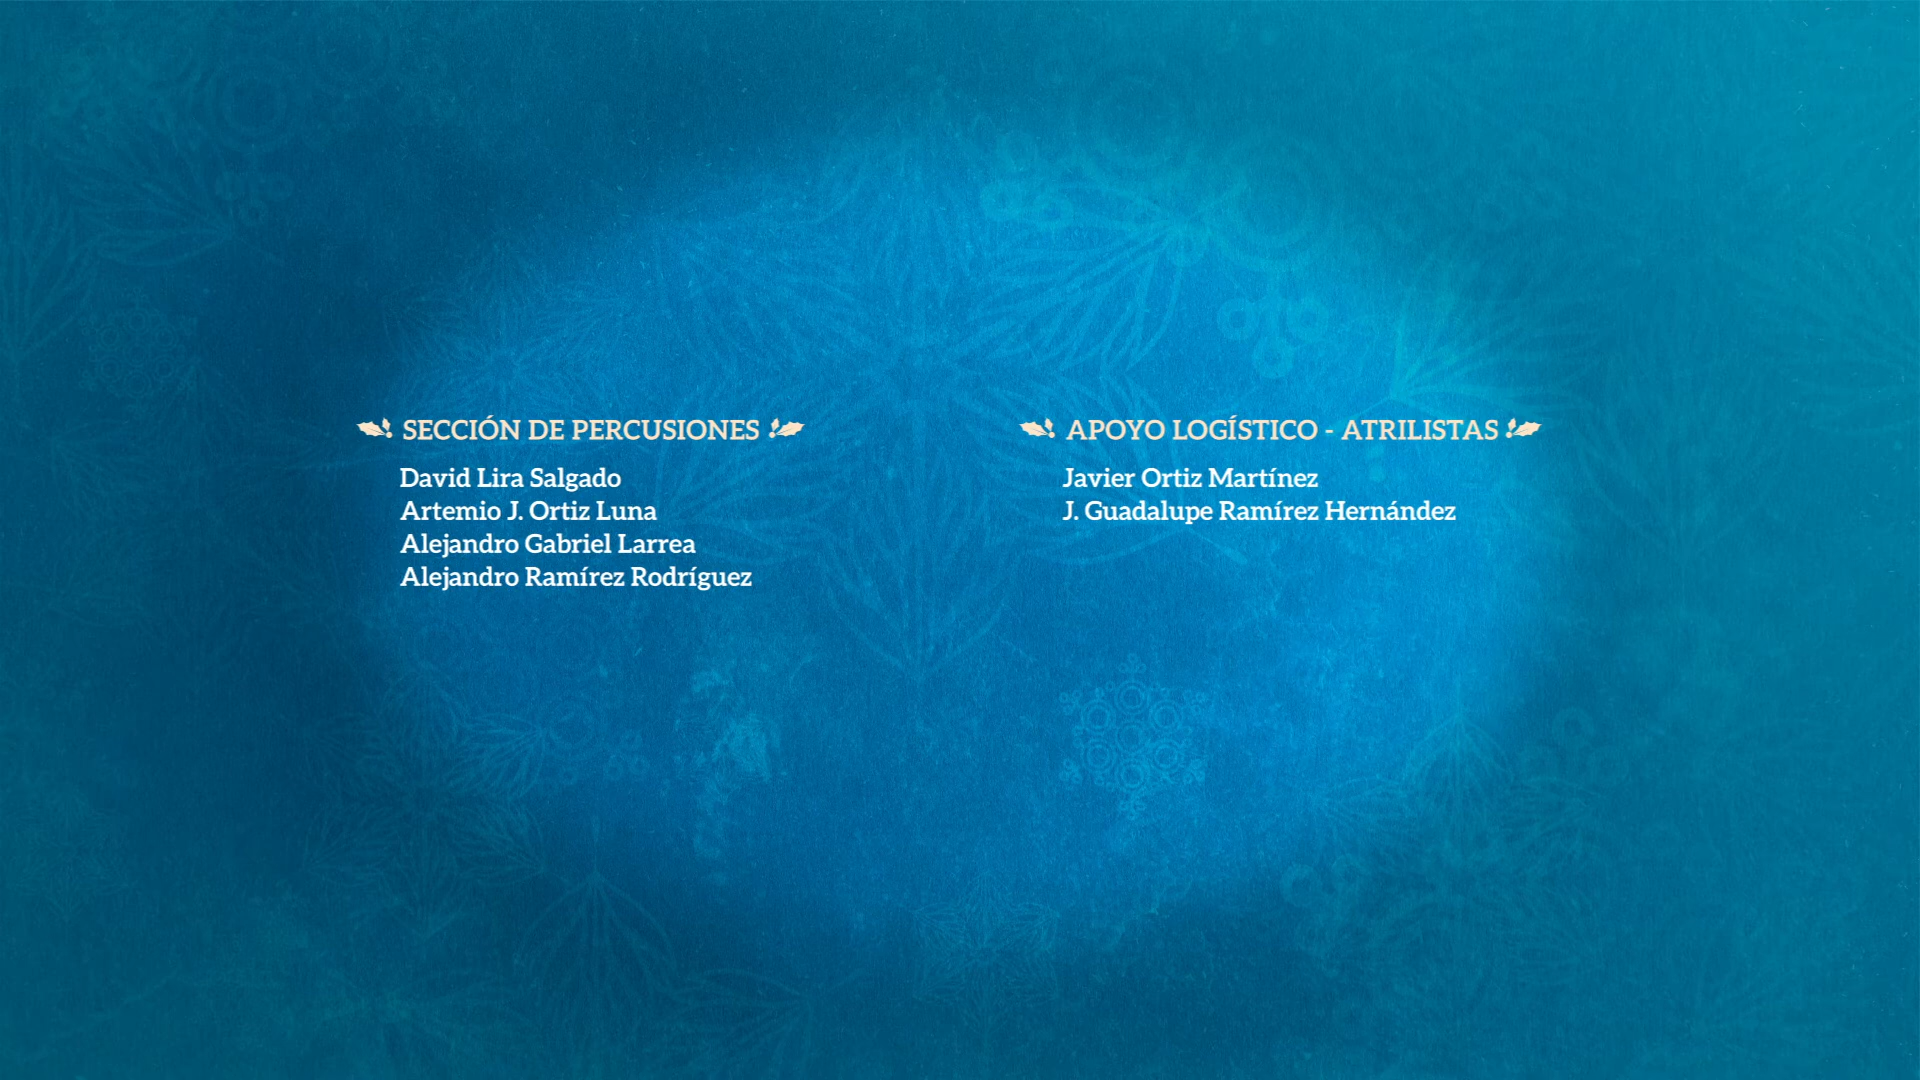 SECCIÓN DE PERCUSIONES
David Lira Salgado
Artemio J. Ortiz Luna
Alejandro Gabriel Larrea
Alejandro Ramírez Rodríguez
APOYO LOGÍSTICO - ATRILISTAS
Javier Ortiz Martínez
J. Guadalupe Ramírez Hernández